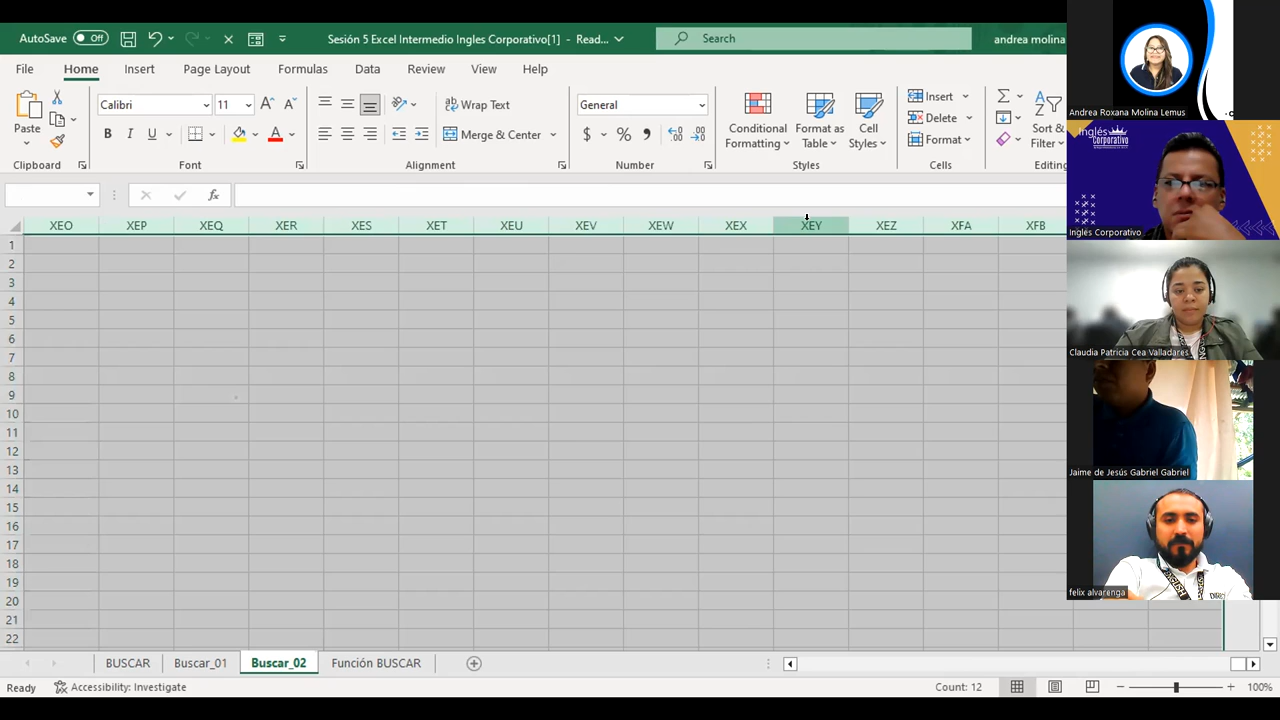 AutoSave Off
Sesión 5 Excel Intermedio Ingles Corporativo[1] - Read...
Search
andrea molina
File Home Insert Page Layout Formulas Data Review View Help
Paste
Calibri 11
Wrap Text
General
Merge & Center
Conditional Formatting
Format as Table
Cell Styles
Insert
Delete
Format
Sort & Filter
Clipboard Font Alignment Number Styles Cells Editing
fx
XEO XEP XEQ XER XES XET XEU XEV XEW XEX XEY XEZ XFA XFB
1
2
3
4
5
6
7
8
9
10
11
12
13
14
15
16
17
18
19
20
21
22
BUSCAR Buscar_01 Buscar_02 Función BUSCAR
Ready Accessibility: Investigate Count: 12 100%
Andrea Roxana Molina Lemus
Inglés Corporativo
Inglés Corporativo
Claudia Patricia Cea Valladares
Jaime de Jesús Gabriel Gabriel
felix alvarenga